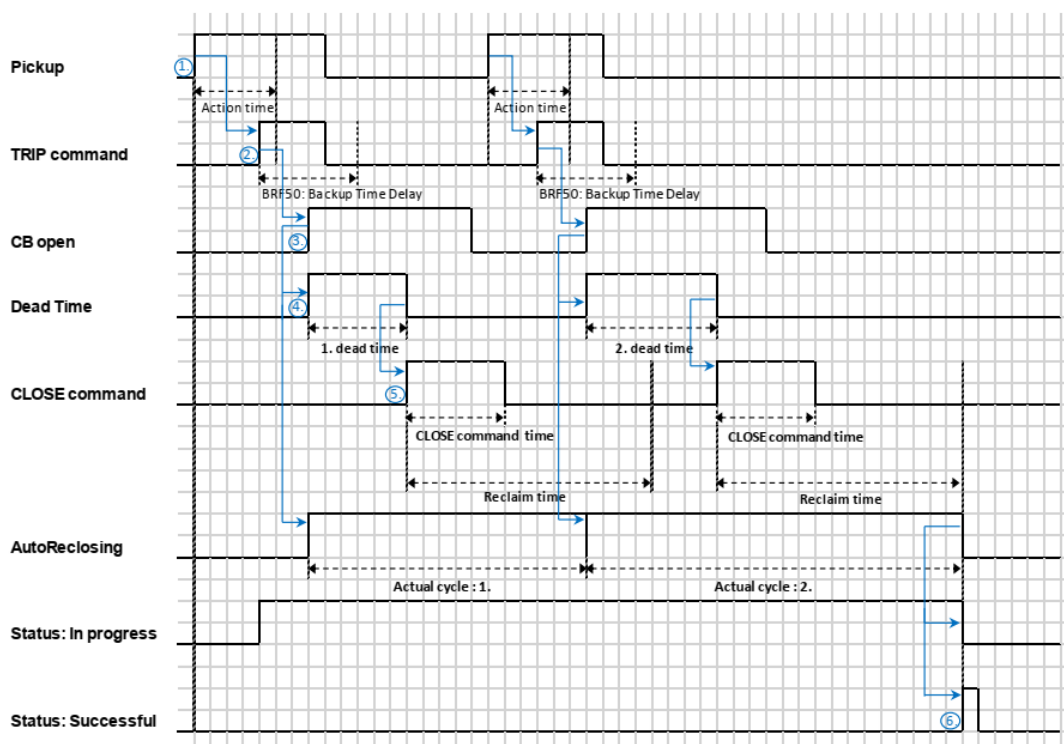 Pickup
1.
Action time
Action time
TRIP command
2.
BRF50: Backup Time Delay
BRF50: Backup Time Delay
CB open
3.
Dead Time
4.
1. dead time
2. dead time
CLOSE command
5.
CLOSE command time
CLOSE command time
Reclaim time
Reclaim time
AutoReclosing
Actual cycle : 1.
Actual cycle : 2.
Status: In progress
Status: Successful
6.